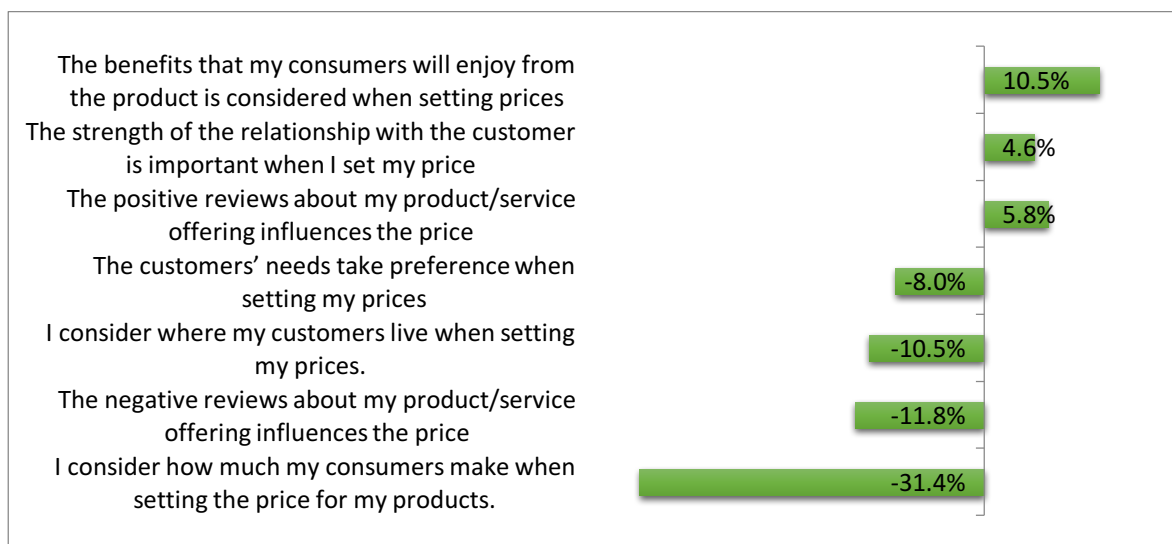 The benefits that my consumers will enjoy from
the product is considered when setting prices
10.5%
The strength of the relationship with the customer
is important when I set my price
4.6%
The positive reviews about my product/service
offering influences the price
5.8%
The customers’ needs take preference when
setting my prices
-8.0%
I consider where my customers live when setting
my prices.
-10.5%
The negative reviews about my product/service
offering influences the price
-11.8%
I consider how much my consumers make when
setting the price for my products.
-31.4%